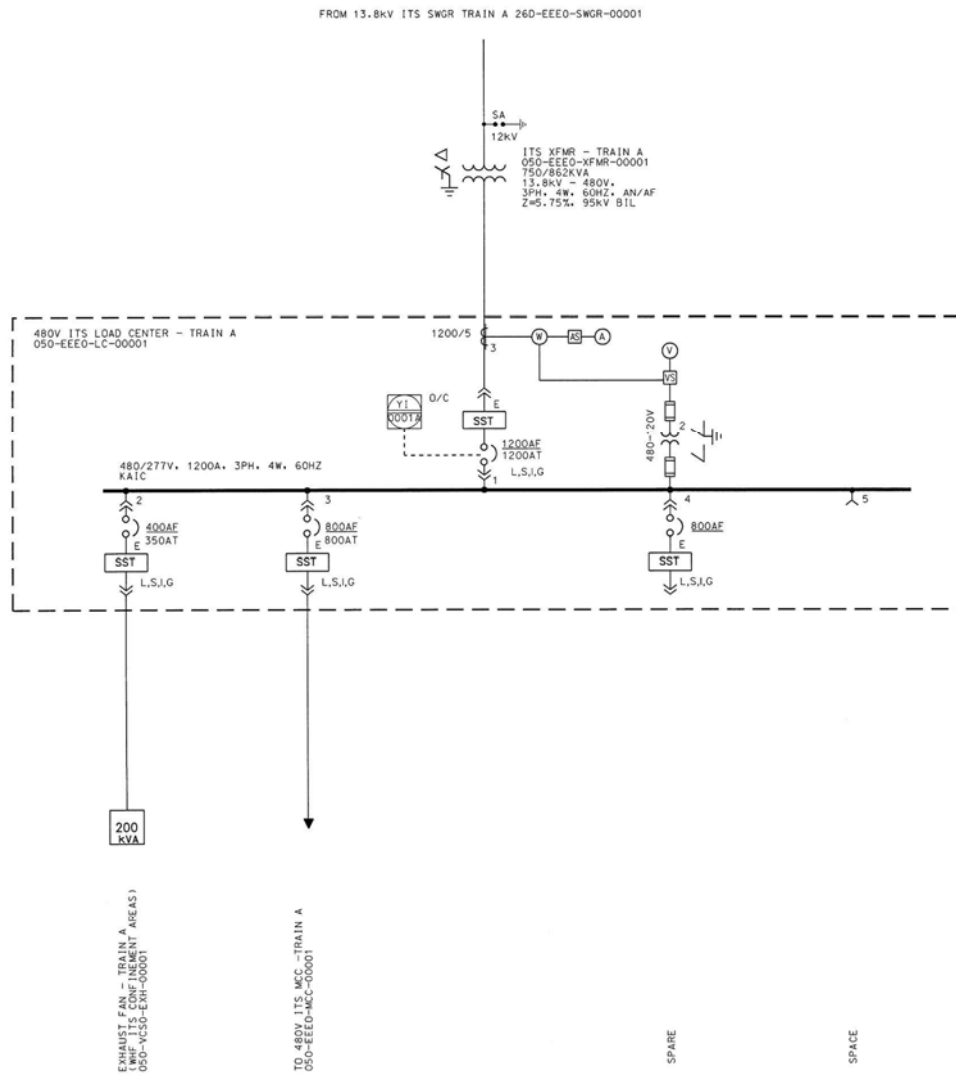 FROM 13.8kV ITS SWGR TRAIN A 26D-EEE0-SWGR-00001
SA
12kV
ITS XFMR - TRAIN A
050-EEE0-XFMR-00001
750/862KVA
13.8kV - 480V.
3PH. 4W. 60HZ. AN/AF
Z=5.75%. 95kV BIL
480V ITS LOAD CENTER - TRAIN A
050-EEE0-LC-00001
1200/5
3
W
AS
A
V
VS
YI
0001A
O/C
E
SST
1200AF
1200AT
L,S,I,G
1
480-120V
2
480/277V. 1200A. 3PH. 4W. 60HZ
KAIC
2
400AF
350AT
E
SST
L,S,I,G
3
800AF
800AT
E
SST
L,S,I,G
4
800AF
E
SST
L,S,I,G
5
200
kVA
EXHAUST FAN - TRAIN A
(WHF ITS CONFINEMENT AREAS)
050-VCS0-EXH-00001
TO 480V ITS MCC -TRAIN A
050-EEE0-MCC-00001
SPARE
SPACE